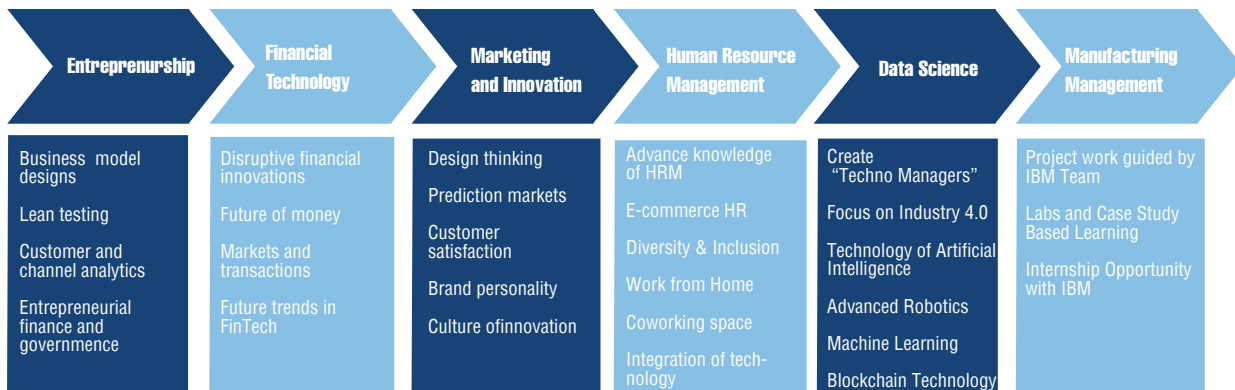 Entreprenurship
Financial
Technology
Marketing
and Innovation
Human Resource
Management
Data Science
Manufacturing
Management
Business model
designs
Lean testing
Customer and
channel analytics
Entrepreneurial
finance and
governmence
Disruptive financial
innovations
Future of money
Markets and
transactions
Future trends in
FinTech
Design thinking
Prediction markets
Customer
satisfaction
Brand personality
Culture ofinnovation
Advance knowledge
of HRM
E-commerce HR
Diversity & Inclusion
Work from Home
Coworking space
Integration of tech-
nology
Create
“Techno Managers”
Focus on Industry 4.0
Technology of Artificial
Intelligence
Advanced Robotics
Machine Learning
Blockchain Technology
Project work guided by
IBM Team
Labs and Case Study
Based Learning
Internship Opportunity
with IBM